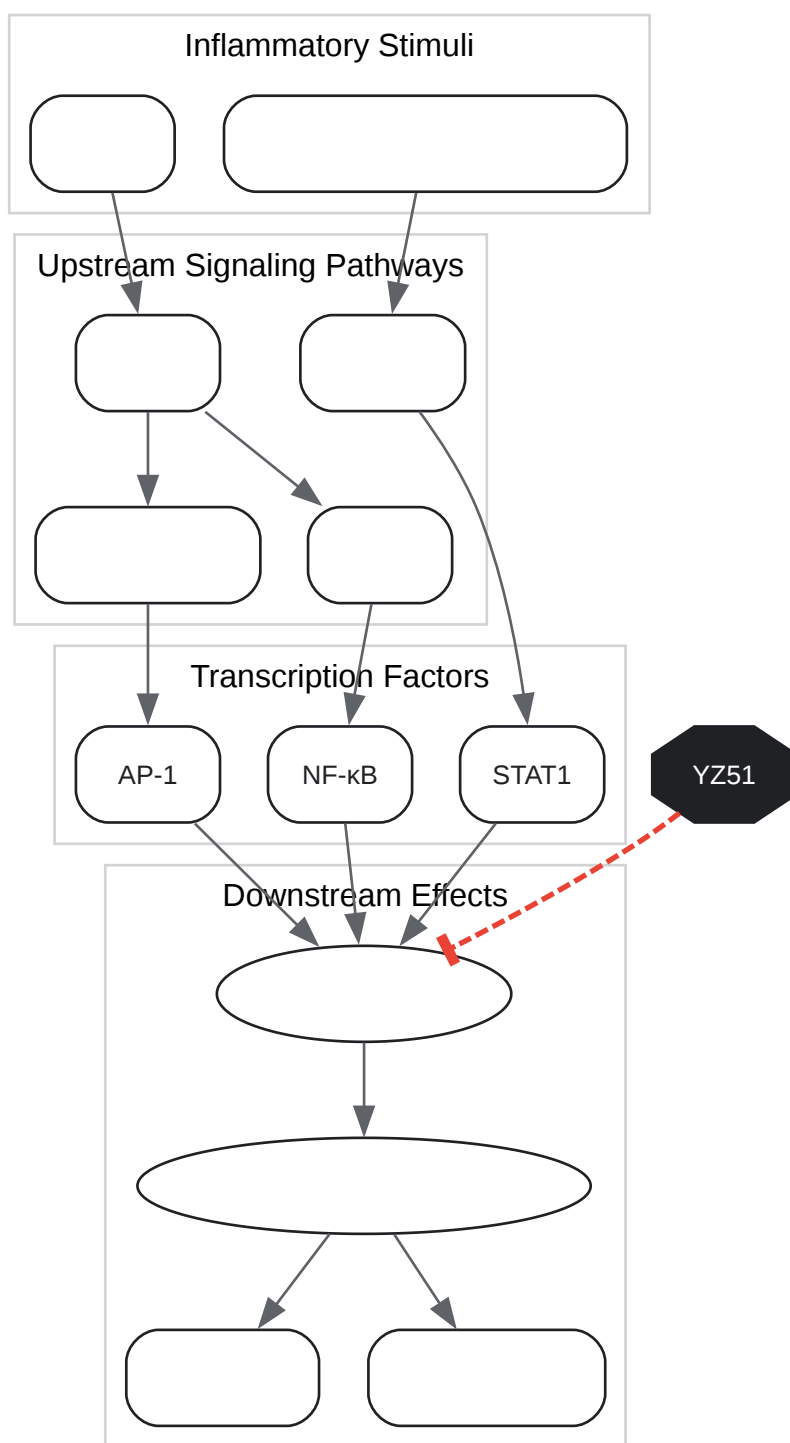 Inflammatory Stimuli
Upstream Signaling Pathways
Transcription Factors
AP-1
NF-κB
STAT1
YZ51
Downstream Effects